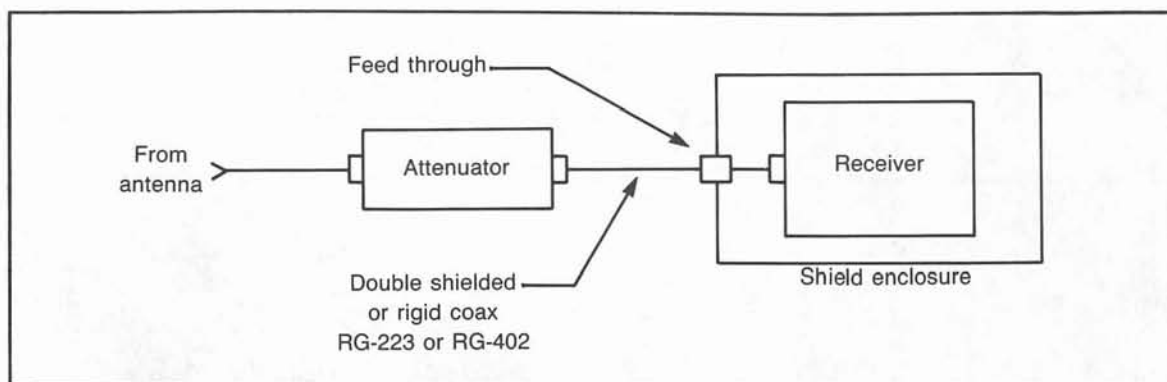 Feed through
From
antenna
Attenuator
Receiver
Shield enclosure
Double shielded
or rigid coax
RG-223 or RG-402